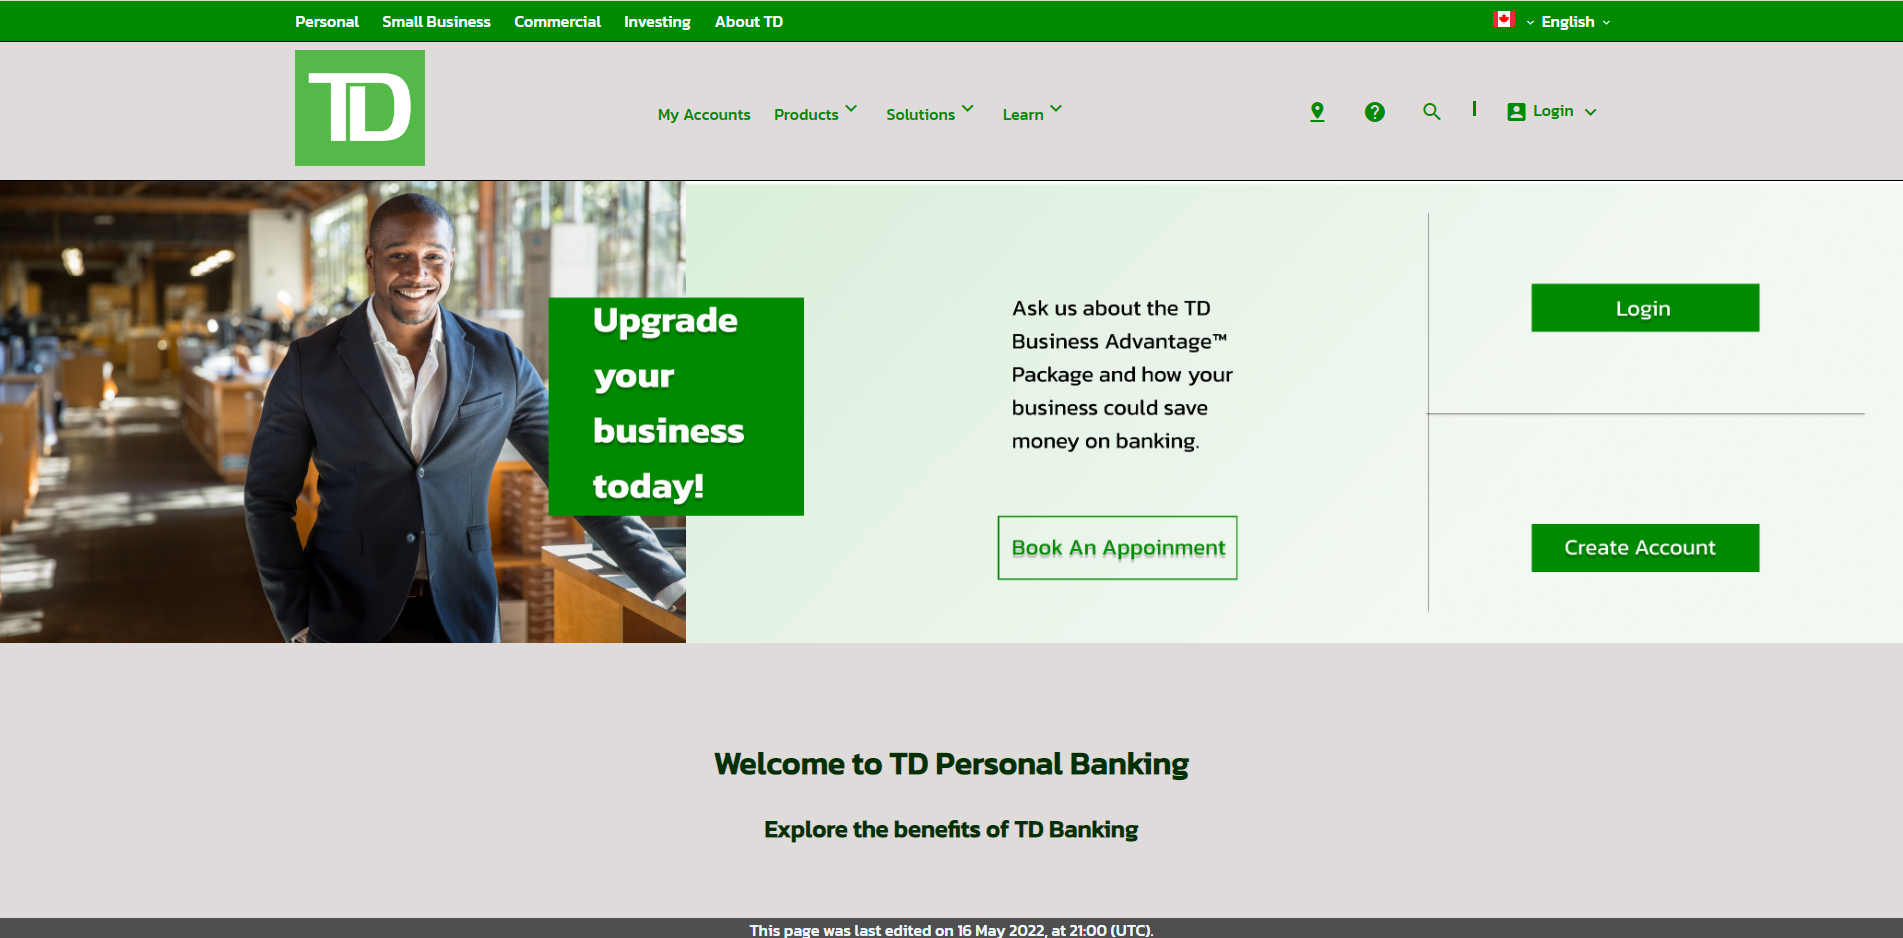 Personal Small Business Commercial Investing About TD English
TD
My Accounts Products Solutions Learn Login
Upgrade
your
business
today!
Ask us about the TD
Business Advantage™
Package and how your
business could save
money on banking.
Book An Appoinment
Login
Create Account
Welcome to TD Personal Banking
Explore the benefits of TD Banking
This page was last edited on 16 May 2022, at 21:00 (UTC).